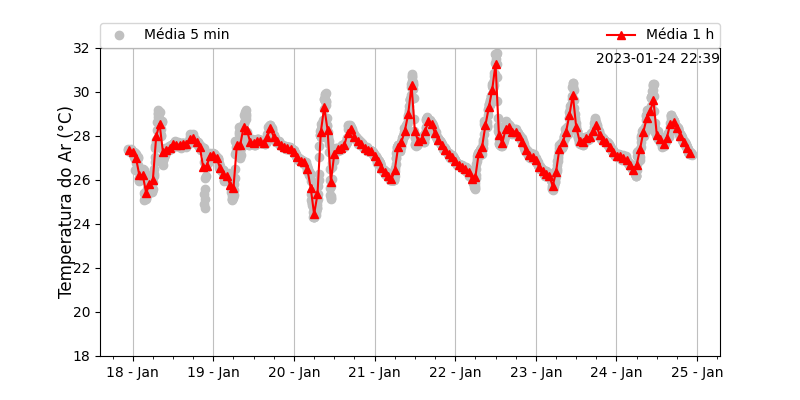 Média 5 min
Média 1 h
2023-01-24 22:39
Temperatura do Ar (°C)
32
30
28
26
24
22
20
18
18 - Jan
19 - Jan
20 - Jan
21 - Jan
22 - Jan
23 - Jan
24 - Jan
25 - Jan